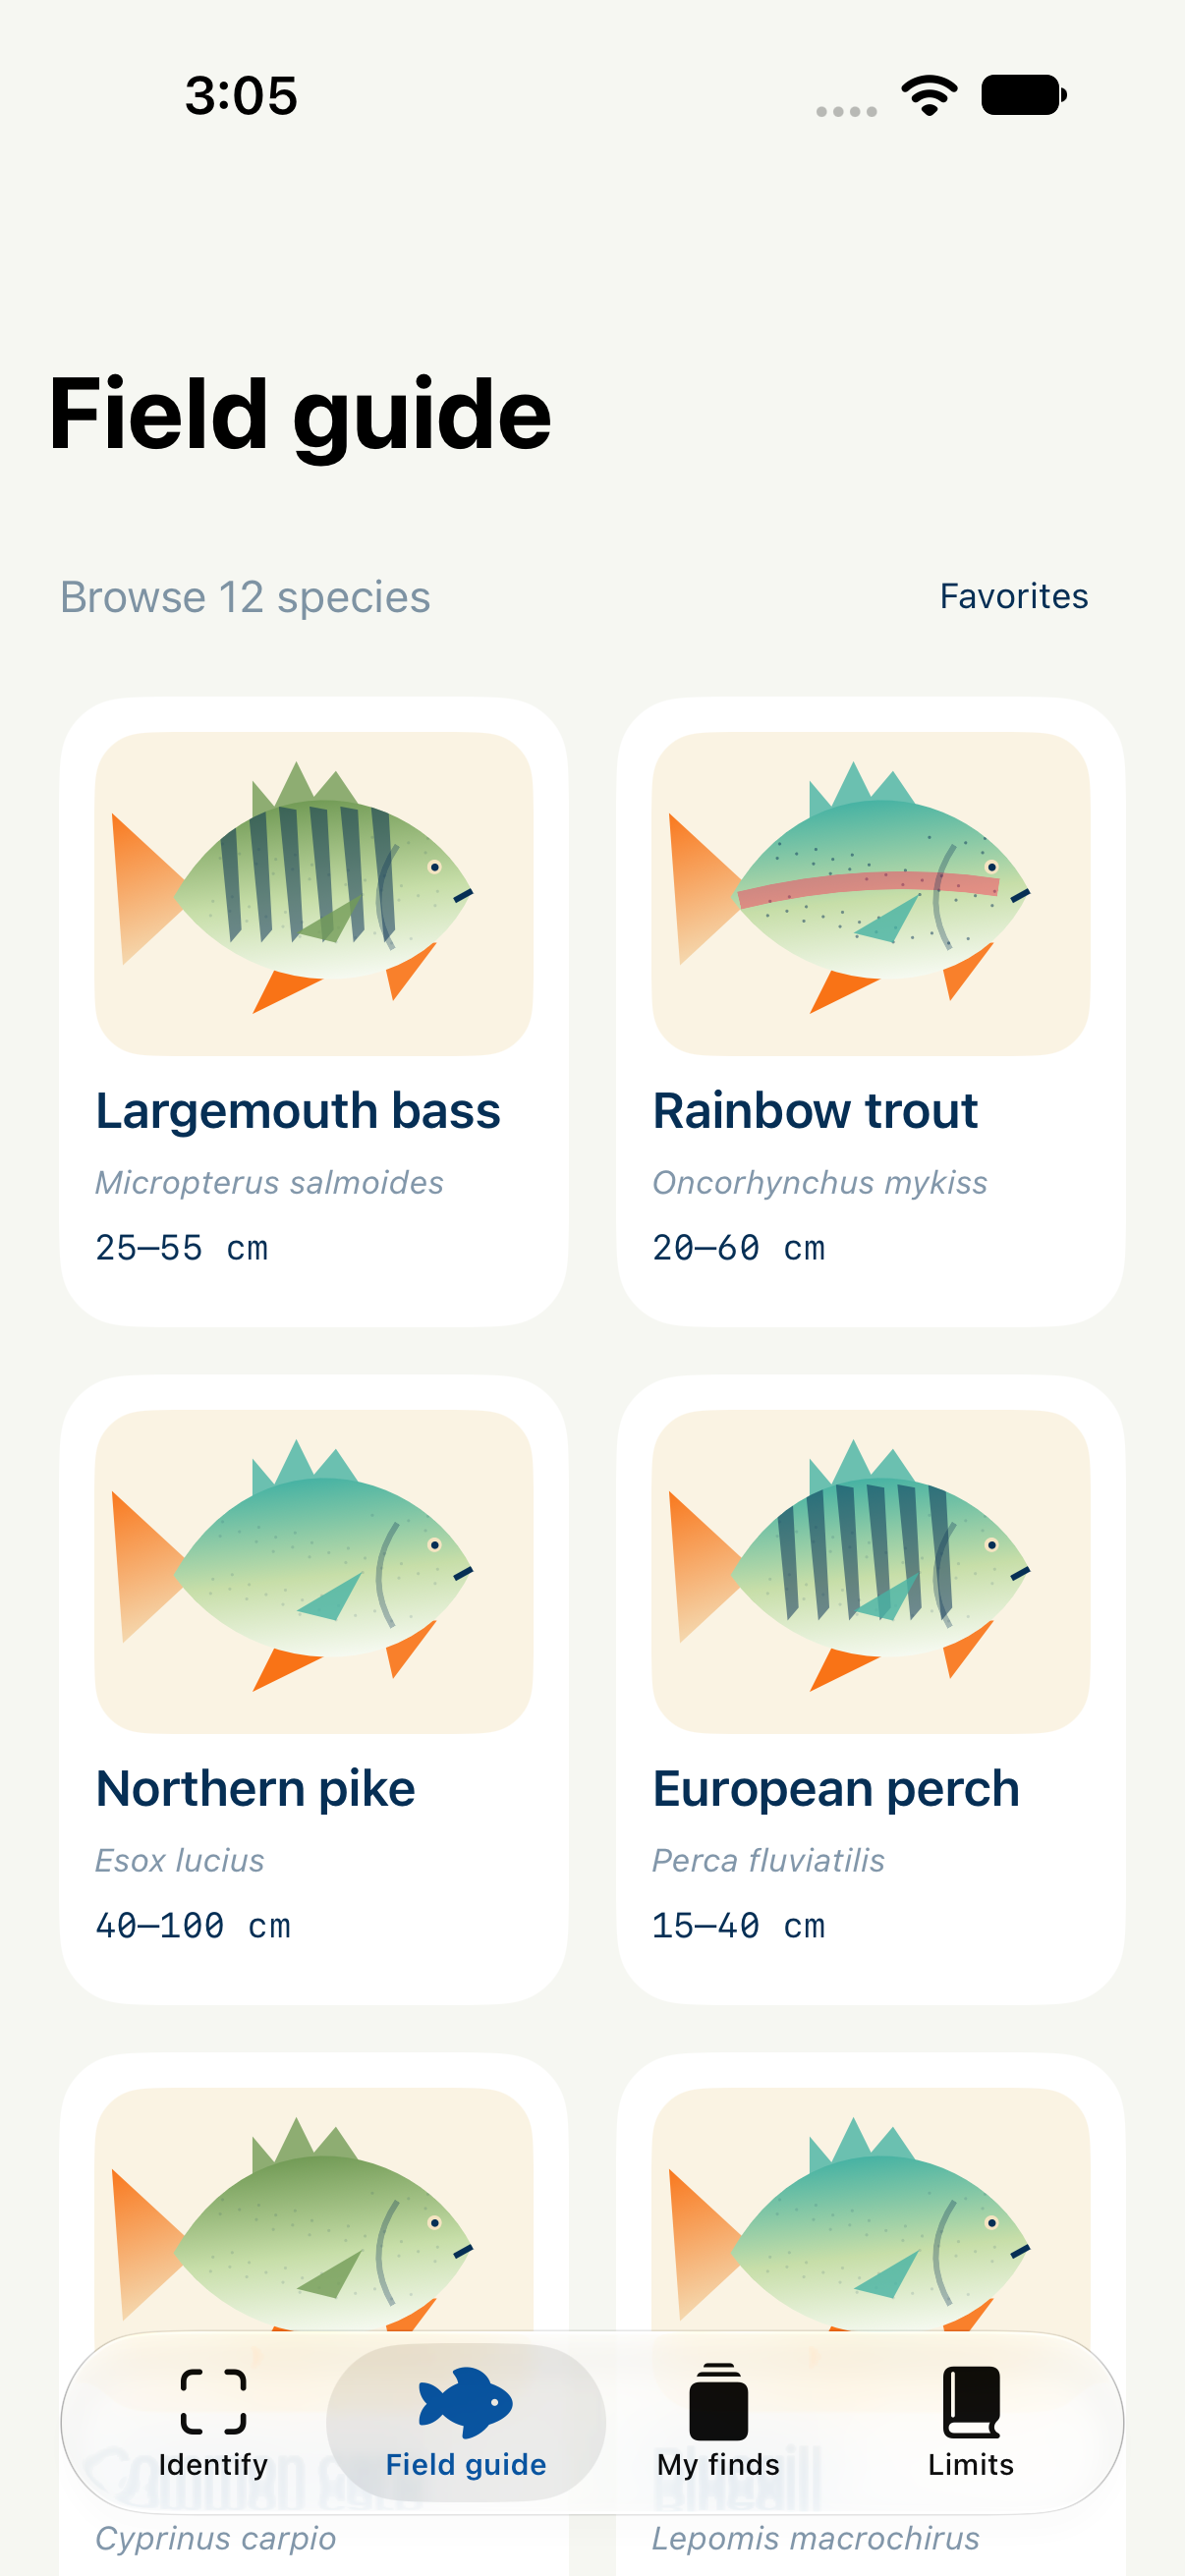 3:05
Field guide
Browse 12 species
Favorites
Largemouth bass
Rainbow trout
Micropterus salmoides
Oncorhynchus mykiss
25–55 cm
20–60 cm
Northern pike
European perch
Esox lucius
Perca fluviatilis
40–100 cm
15–40 cm
Identify
Field guide
My finds
Limits
Cyprinus carpio
Lepomis macrochirus